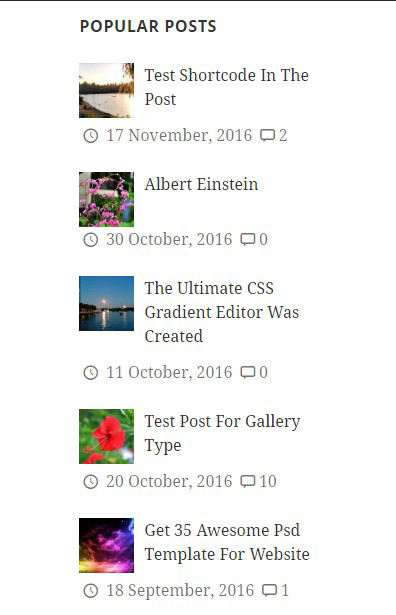 POPULAR POSTS
Test Shortcode In The
Post
17 November, 2016 2
Albert Einstein
30 October, 2016 0
The Ultimate CSS
Gradient Editor Was
Created
11 October, 2016 0
Test Post For Gallery
Type
20 October, 2016 10
Get 35 Awesome Psd
Template For Website
18 September, 2016 1